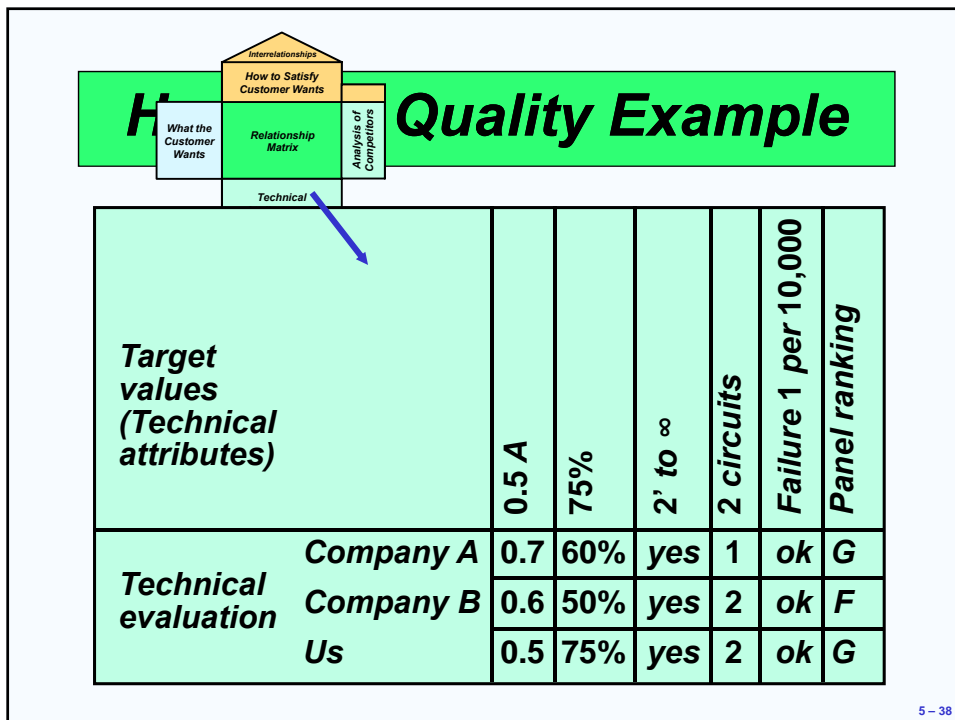 Interrelationships
How to Satisfy
Customer Wants
H
Quality Example
What the
Customer
Wants
Relationship
Matrix
Analysis of
Competitors
Technical
Target
values
(Technical
attributes)
0.5 A
75%
2’ to ∞
2 circuits
Failure 1 per 10,000
Panel ranking
Technical
evaluation
Company A 0.7 60% yes 1 ok G
Company B 0.6 50% yes 2 ok F
Us 0.5 75% yes 2 ok G
5 – 38